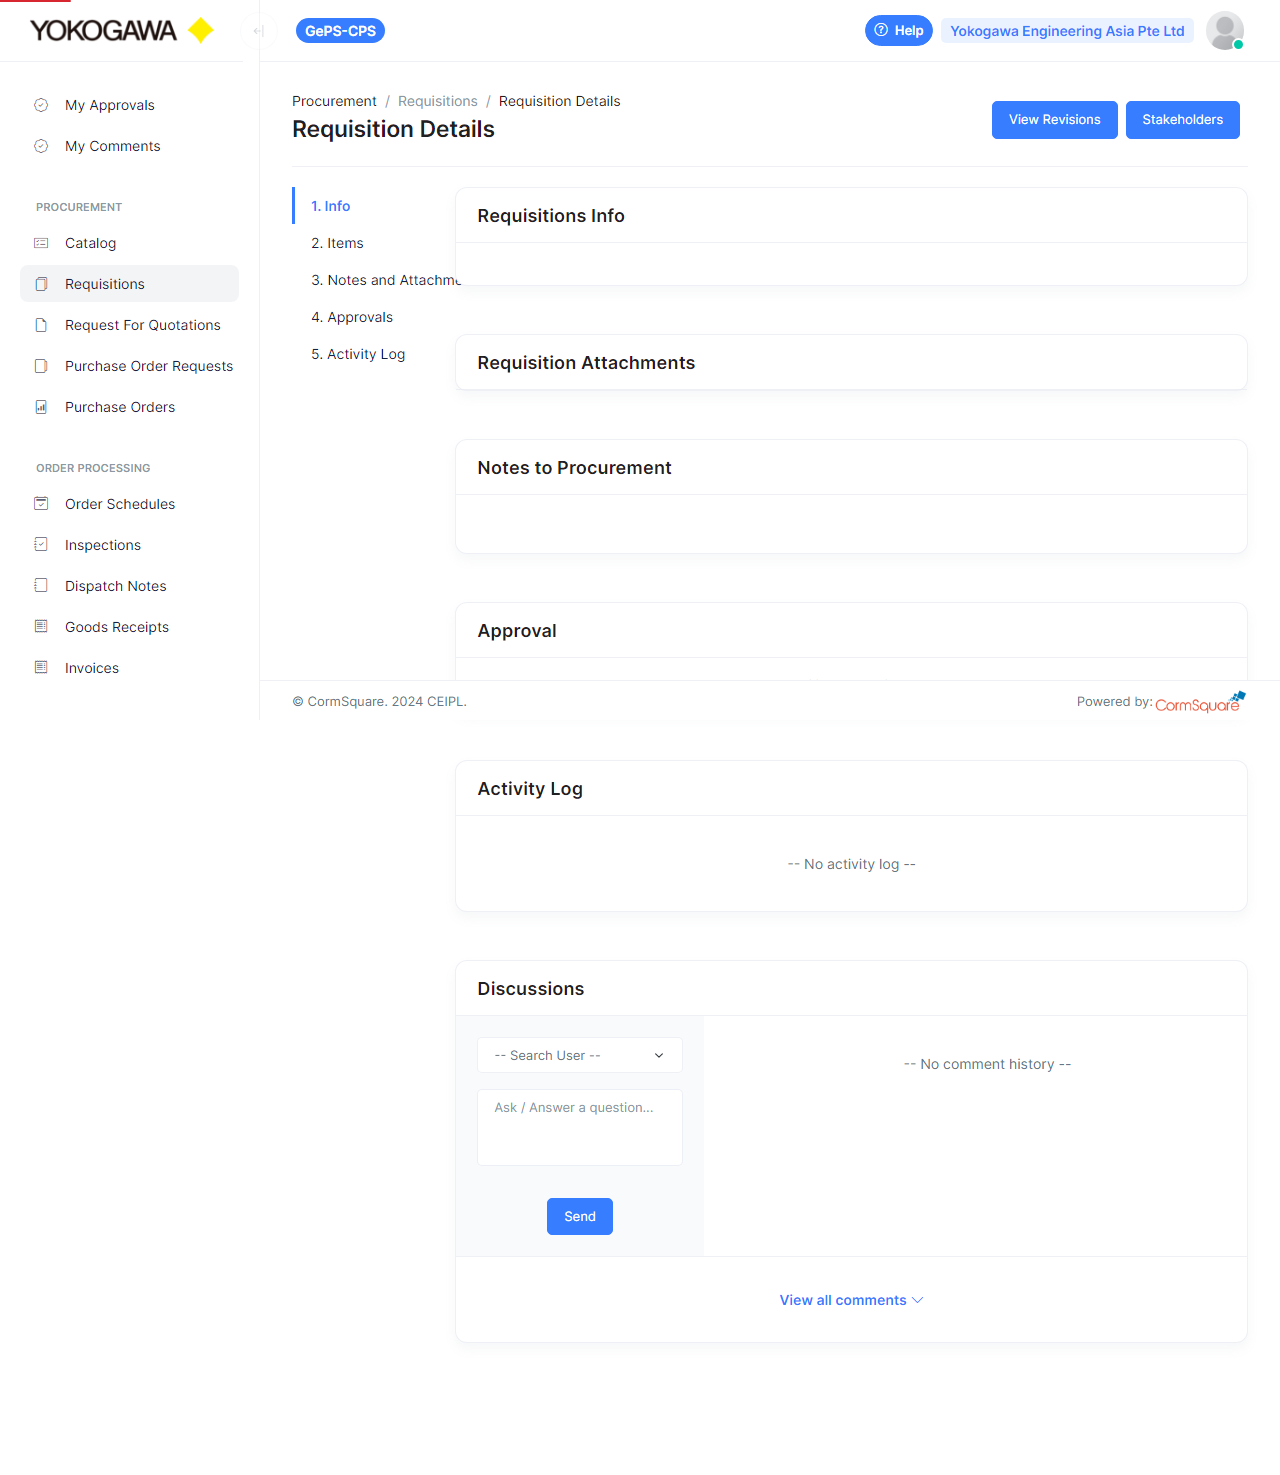 YOKOGAWA
GePS-CPS
Help
Yokogawa Engineering Asia Pte Ltd
My Approvals
My Comments
PROCUREMENT
Catalog
Requisitions
Request For Quotations
Purchase Order Requests
Purchase Orders
ORDER PROCESSING
Order Schedules
Inspections
Dispatch Notes
Goods Receipts
Invoices
Procurement / Requisitions / Requisition Details
Requisition Details
View Revisions
Stakeholders
1. Info
2. Items
3. Notes and Attachme
4. Approvals
5. Activity Log
Requisitions Info
Requisition Attachments
Notes to Procurement
Approval
© CormSquare. 2024 CEIPL.
Powered by: CormSquare
Activity Log
-- No activity log --
Discussions
-- Search User --
Ask / Answer a question...
Send
-- No comment history --
View all comments